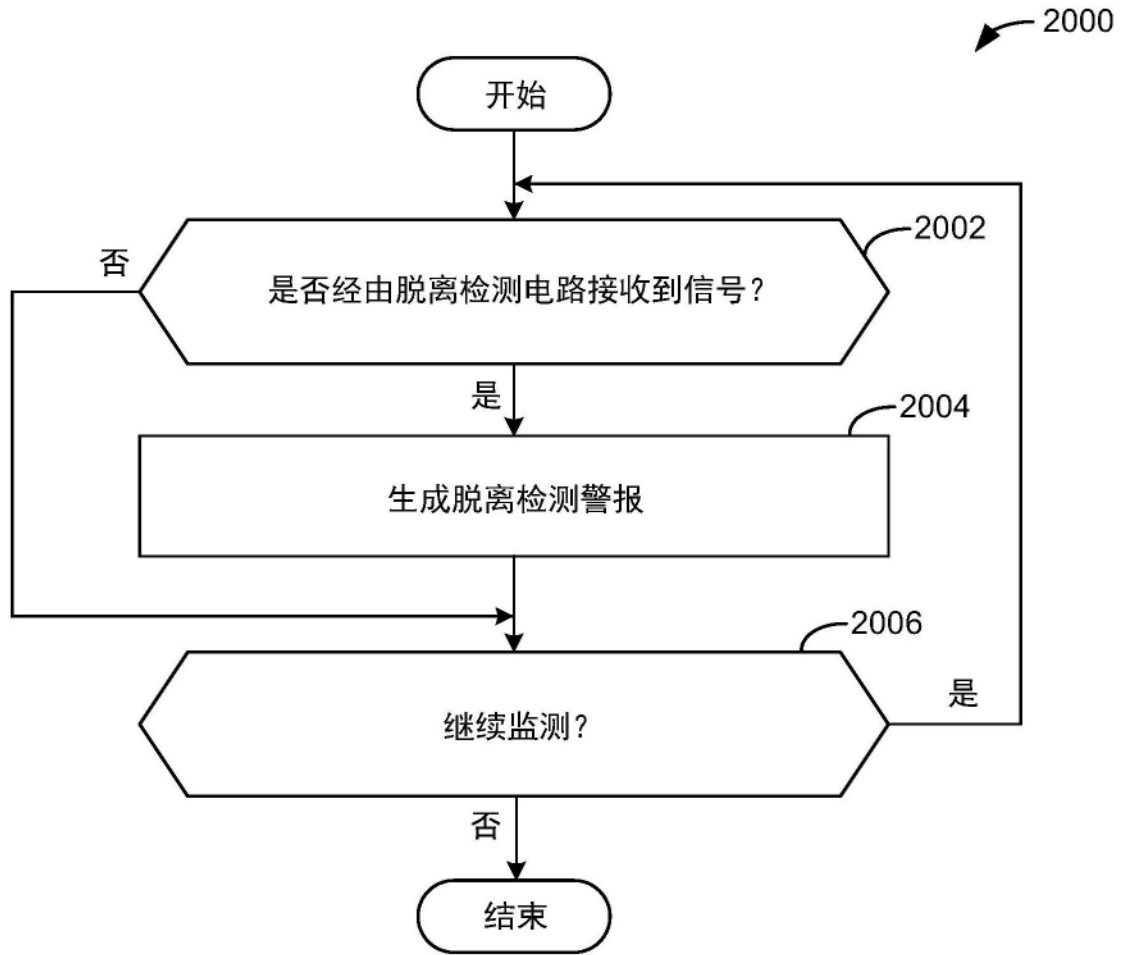 2000
开始
2002
否
是否经由脱离检测电路接收到信号?
是
2004
生成脱离检测警报
2006
继续监测?
是
否
结束